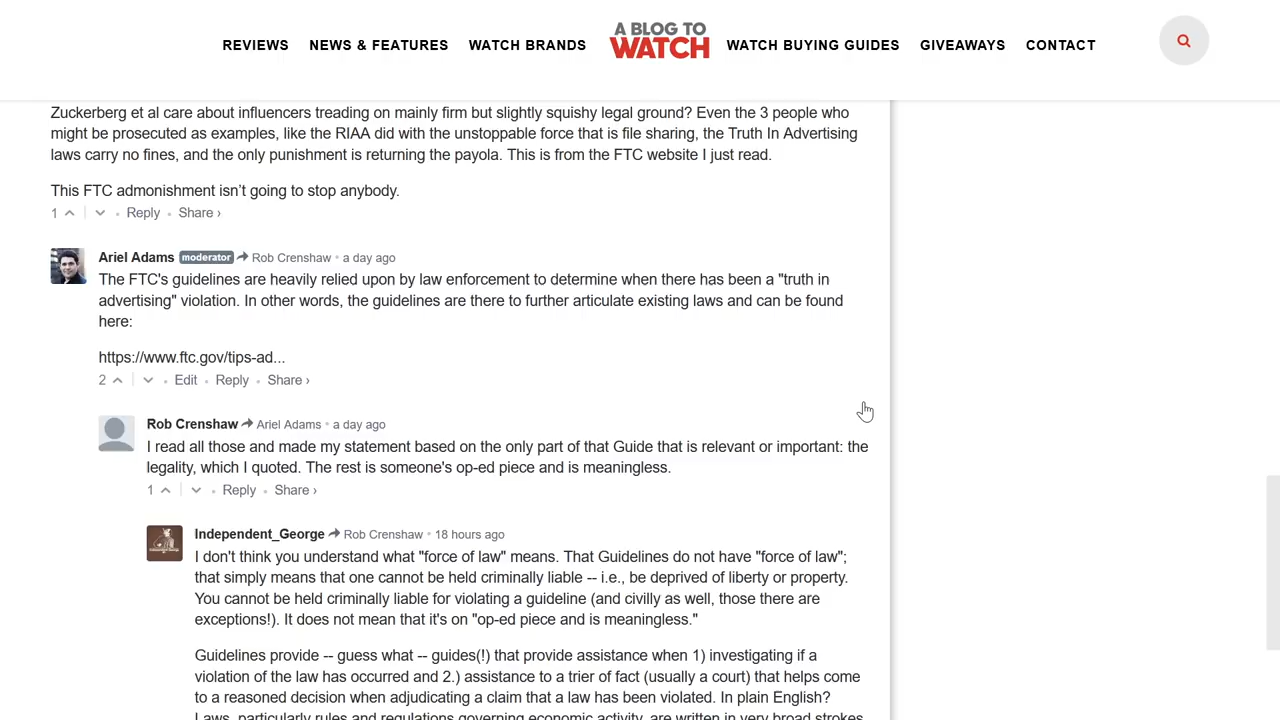 REVIEWS NEWS & FEATURES WATCH BRANDS A BLOG TO WATCH WATCH BUYING GUIDES GIVEAWAYS CONTACT
Zuckerberg et al care about influencers treading on mainly firm but slightly squishy legal ground? Even the 3 people who
might be prosecuted as examples, like the RIAA did with the unstoppable force that is file sharing, the Truth In Advertising
laws carry no fines, and the only punishment is returning the payola. This is from the FTC website I just read.
This FTC admonishment isn’t going to stop anybody.
1 • Reply • Share ›
Ariel Adams moderator Rob Crenshaw • a day ago
The FTC's guidelines are heavily relied upon by law enforcement to determine when there has been a "truth in
advertising" violation. In other words, the guidelines are there to further articulate existing laws and can be found
here:
https://www.ftc.gov/tips-ad...
2 • Edit • Reply • Share ›
Rob Crenshaw Ariel Adams • a day ago
I read all those and made my statement based on the only part of that Guide that is relevant or important: the
legality, which I quoted. The rest is someone's op-ed piece and is meaningless.
1 • Reply • Share ›
Independent_George Rob Crenshaw • 18 hours ago
I don't think you understand what "force of law" means. That Guidelines do not have "force of law";
that simply means that one cannot be held criminally liable -- i.e., be deprived of liberty or property.
You cannot be held criminally liable for violating a guideline (and civilly as well, those there are
exceptions!). It does not mean that it's on "op-ed piece and is meaningless."
Guidelines provide -- guess what -- guides(!) that provide assistance when 1) investigating if a
violation of the law has occurred and 2.) assistance to a trier of fact (usually a court) that helps come
to a reasoned decision when adjudicating a claim that a law has been violated. In plain English?
Laws, particularly rules and regulations governing economic activity, are written in very broad strokes